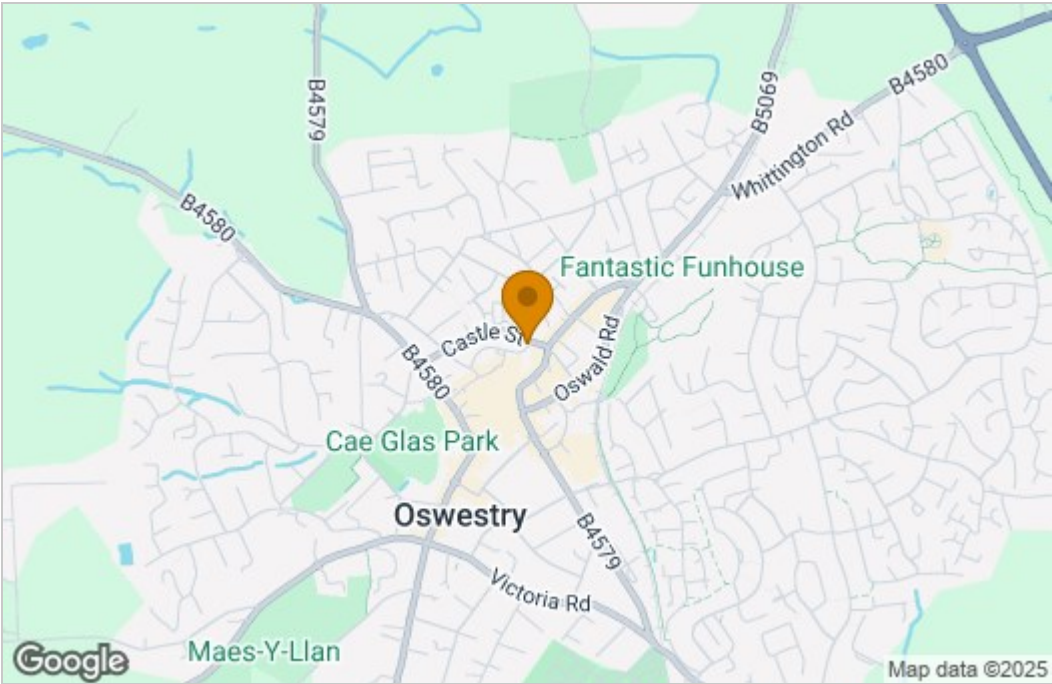 B4579
B5069
B4580
Whittington Rd
B4580
Fantastic Funhouse
Castle St
Oswald Rd
B4580
Cae Glas Park
Oswestry
B4579
Victoria Rd
Maes-Y-Llan
Google
Map data ©2025